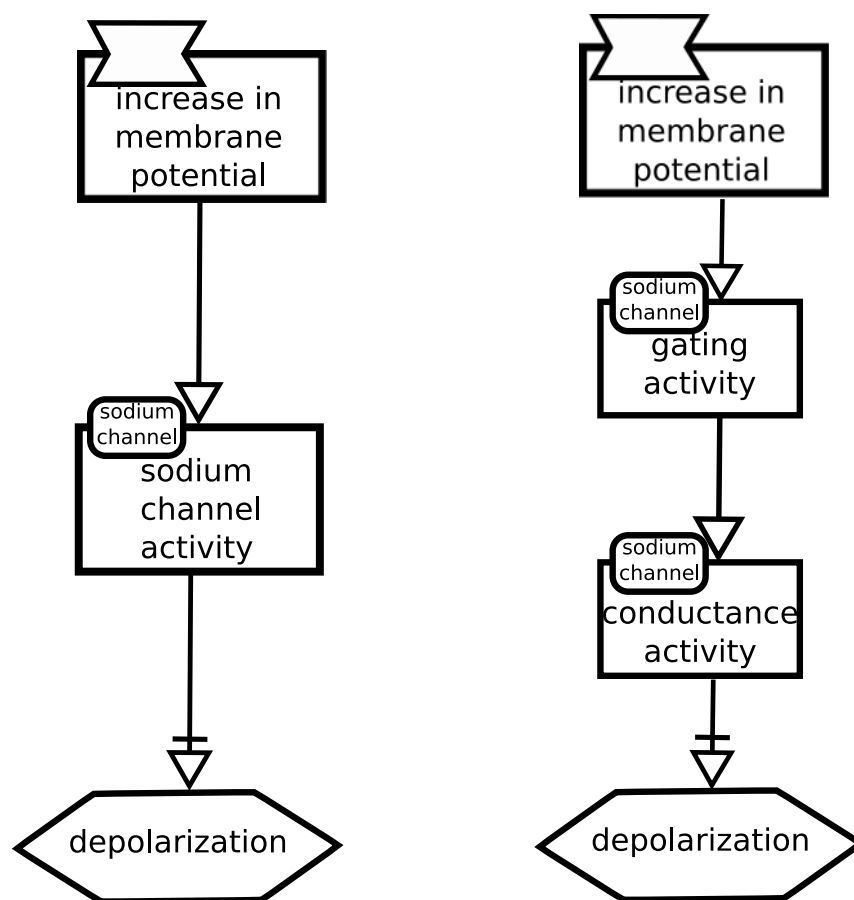 increase in
membrane
potential
sodium
channel
sodium
channel
activity
depolarization
increase in
membrane
potential
sodium
channel
gating
activity
sodium
channel
conductance
activity
depolarization